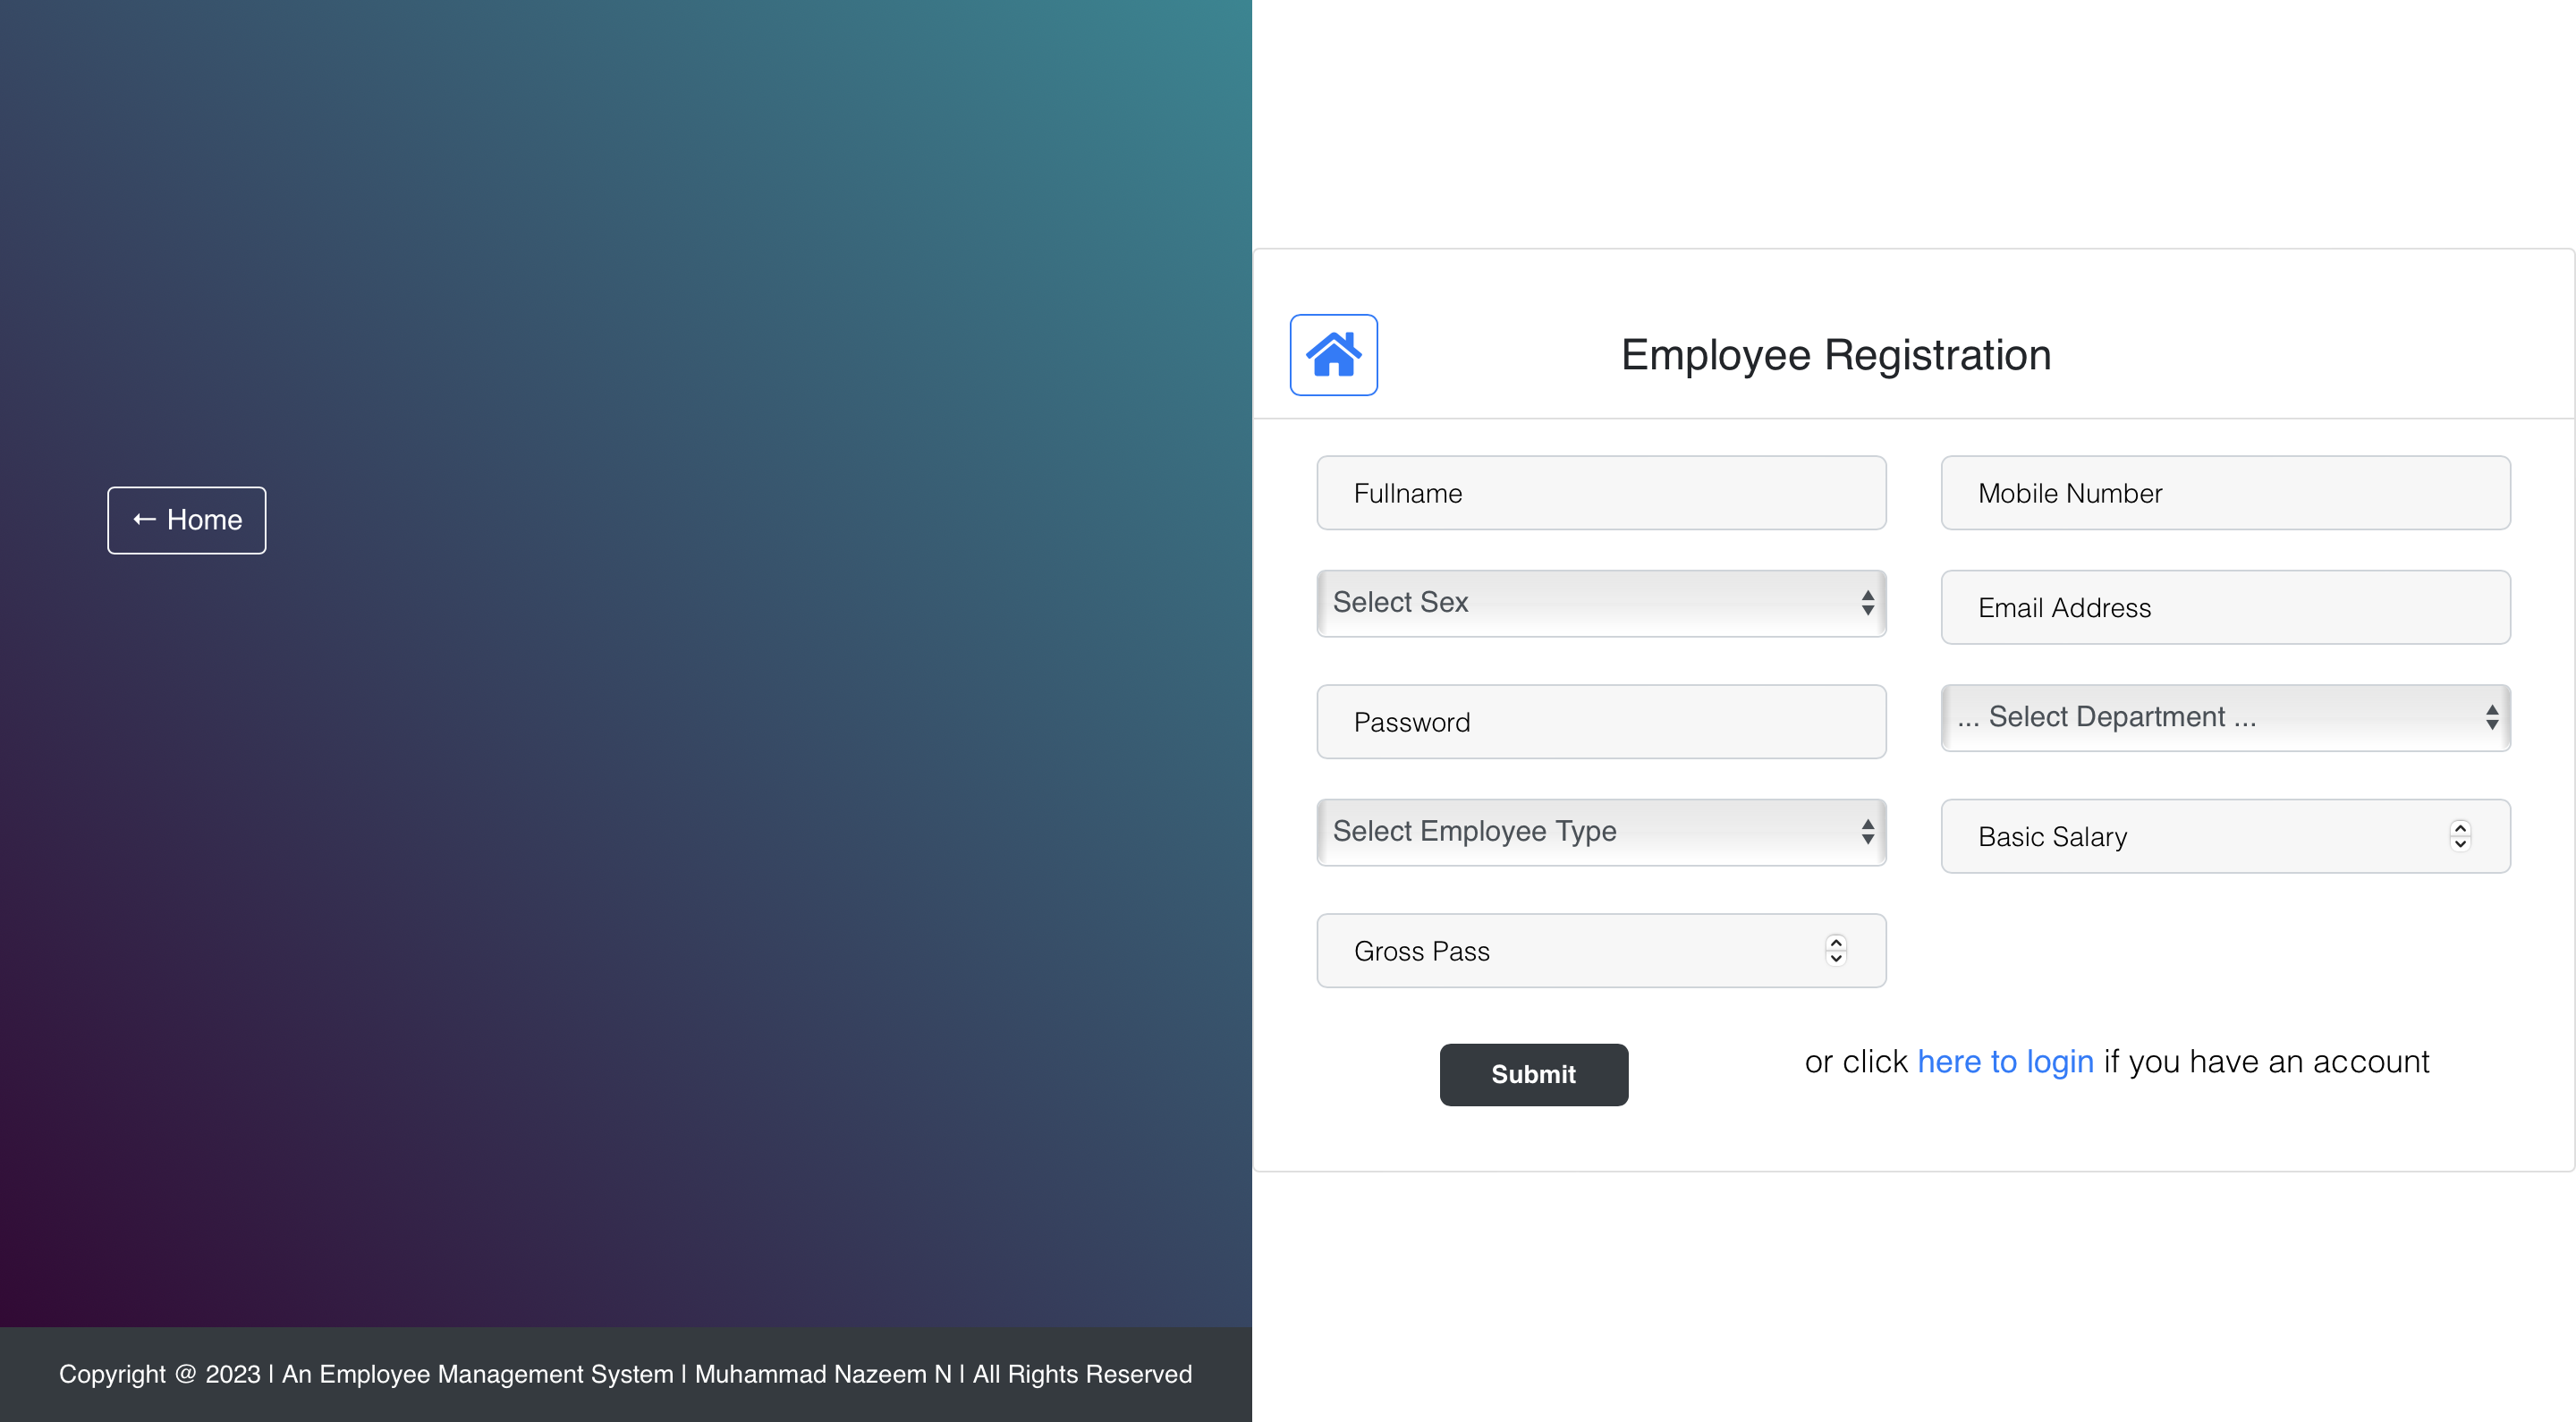 ← Home
Copyright @ 2023 | An Employee Management System | Muhammad Nazeem N | All Rights Reserved
Employee Registration
Fullname
Mobile Number
Select Sex
Email Address
Password
... Select Department ...
Select Employee Type
Basic Salary
Gross Pass
Submit
or click here to login if you have an account